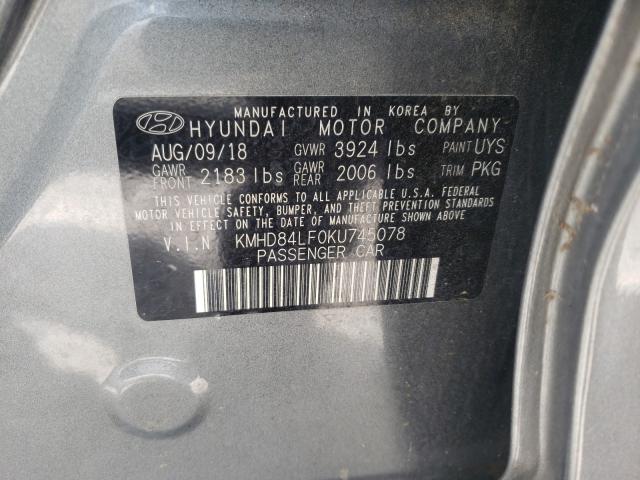 MANUFACTURED IN KOREA BY
HYUNDAI MOTOR COMPANY
AUG/09/18 GVWR 3924 lbs PAINT UYS
GAWR FRONT 2183 lbs GAWR REAR 2006 lbs TRIM PKG
THIS VEHICLE CONFORMS TO ALL APPLICABLE U.S.A. FEDERAL
MOTOR VEHICLE SAFETY, BUMPER, AND THEFT PREVENTION STANDARDS
IN EFFECT ON THE DATE OF MANUFACTURE SHOWN ABOVE.
V.I.N KMHD84LF0KU745078
PASSENGER CAR